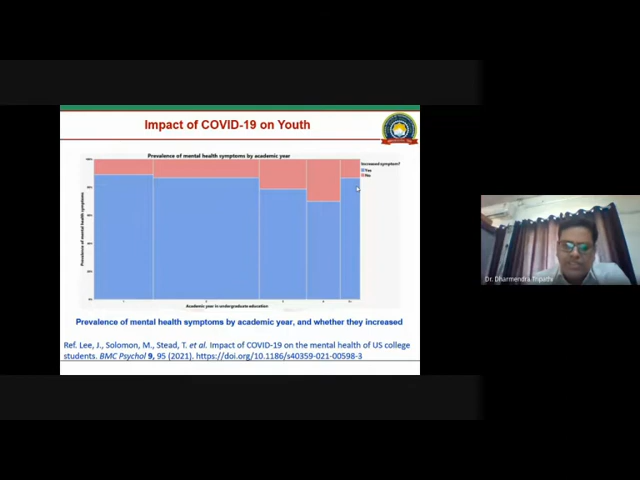 Impact of COVID-19 on Youth
Prevalence of mental health symptoms by academic year
Increased symptom?
Yes
No
Prevalence of mental health symptoms
Academic year in undergraduate education
Prevalence of mental health symptoms by academic year, and whether they increased
Ref. Lee, J., Solomon, M., Stead, T. et al. Impact of COVID-19 on the mental health of US college
students. BMC Psychol 9, 95 (2021). https://doi.org/10.1186/s40359-021-00598-3
Dr. Dharmendra Tripathi